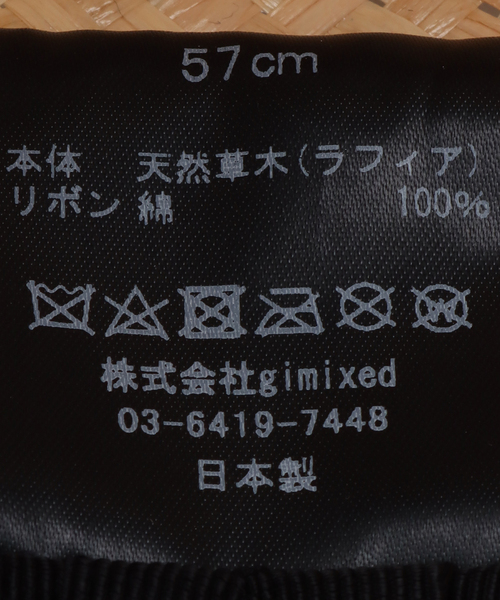 57cm
本体 天然草木(ラフィア)
リボン 綿 100%
W
株式会社gimixed
03-6419-7448
日本製